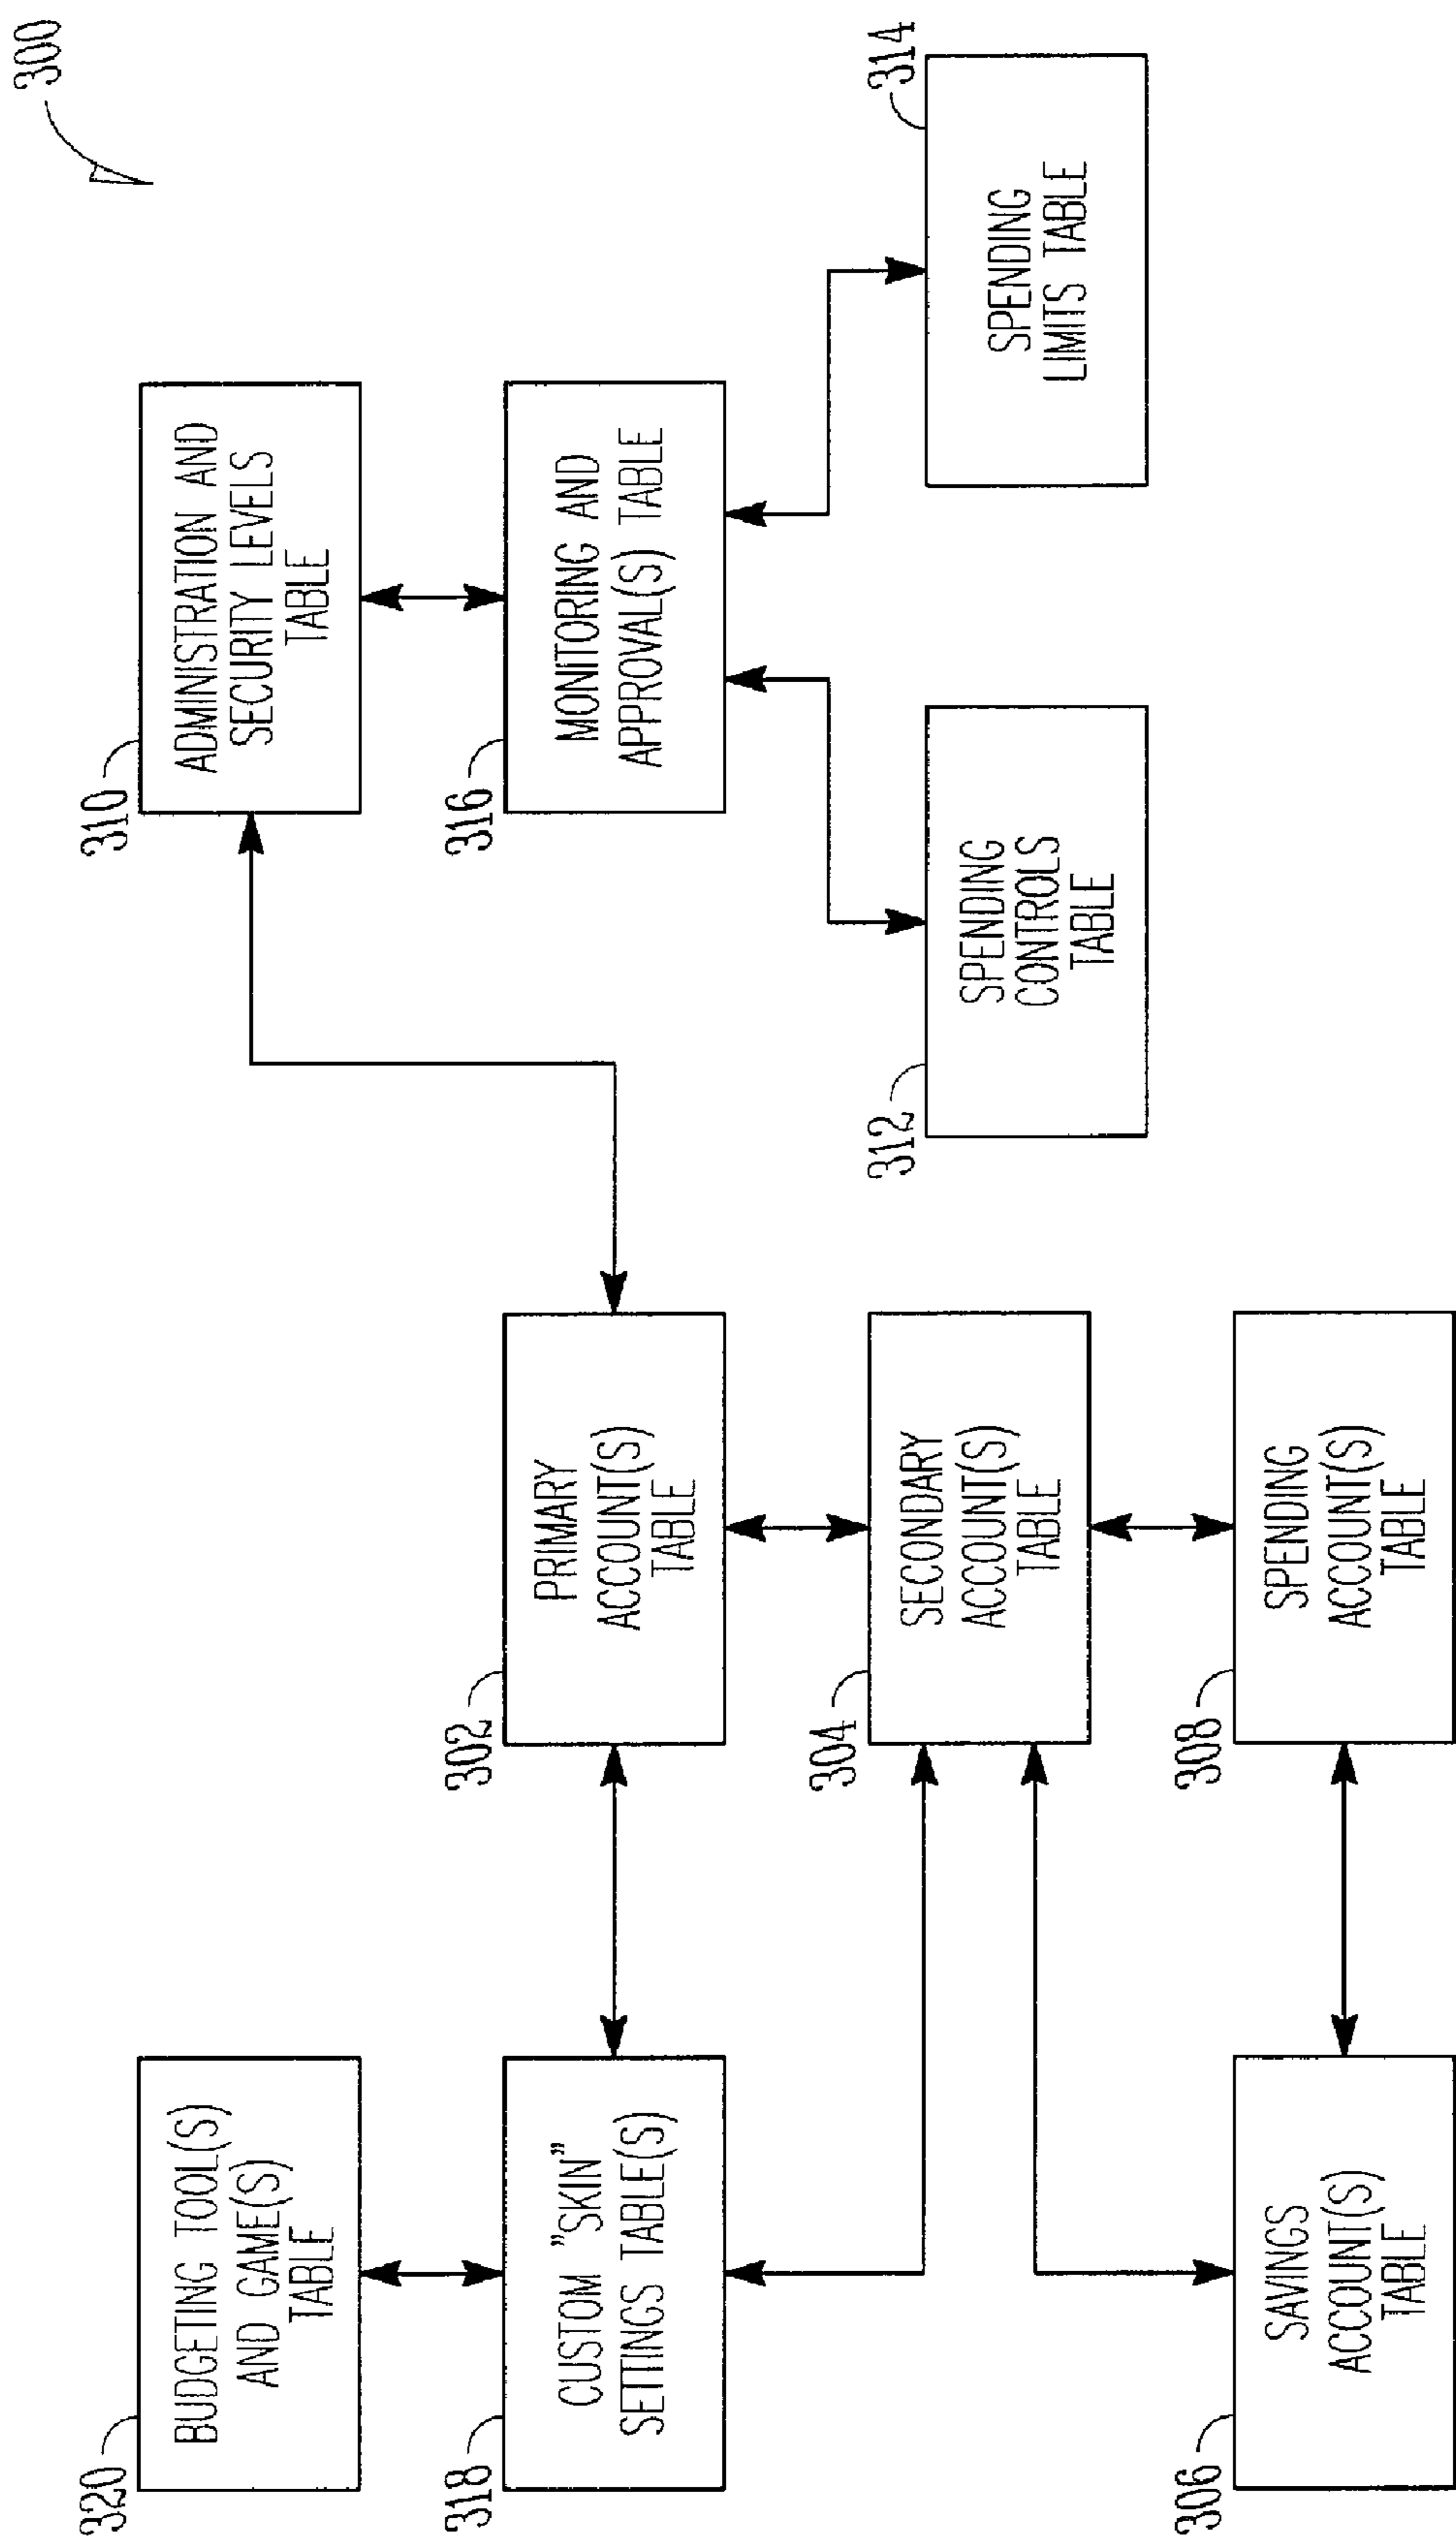 300
320
BUDGETING TOOL(S)
AND GAME(S)
TABLE
310
ADMINISTRATION AND
SECURITY LEVELS
TABLE
318
CUSTOM "SKIN"
SETTINGS TABLE(S)
302
PRIMARY
ACCOUNT(S)
TABLE
316
MONITORING AND
APPROVAL(S) TABLE
304
SECONDARY
ACCOUNT(S)
TABLE
312
SPENDING
CONTROLS
TABLE
314
SPENDING
LIMITS TABLE
306
SAVINGS
ACCOUNT(S)
TABLE
308
SPENDING
ACCOUNT(S)
TABLE